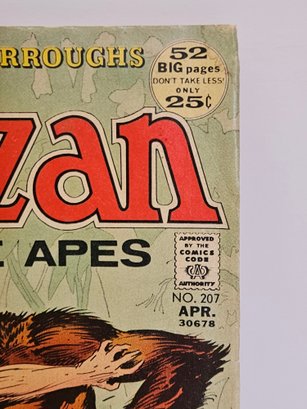 RROUGHS
52
BIG pages
DON'T TAKE LESS!
ONLY
25¢
zan
E APES
APPROVED
BY THE
COMICS
CODE
AUTHORITY
NO. 207
APR.
30678